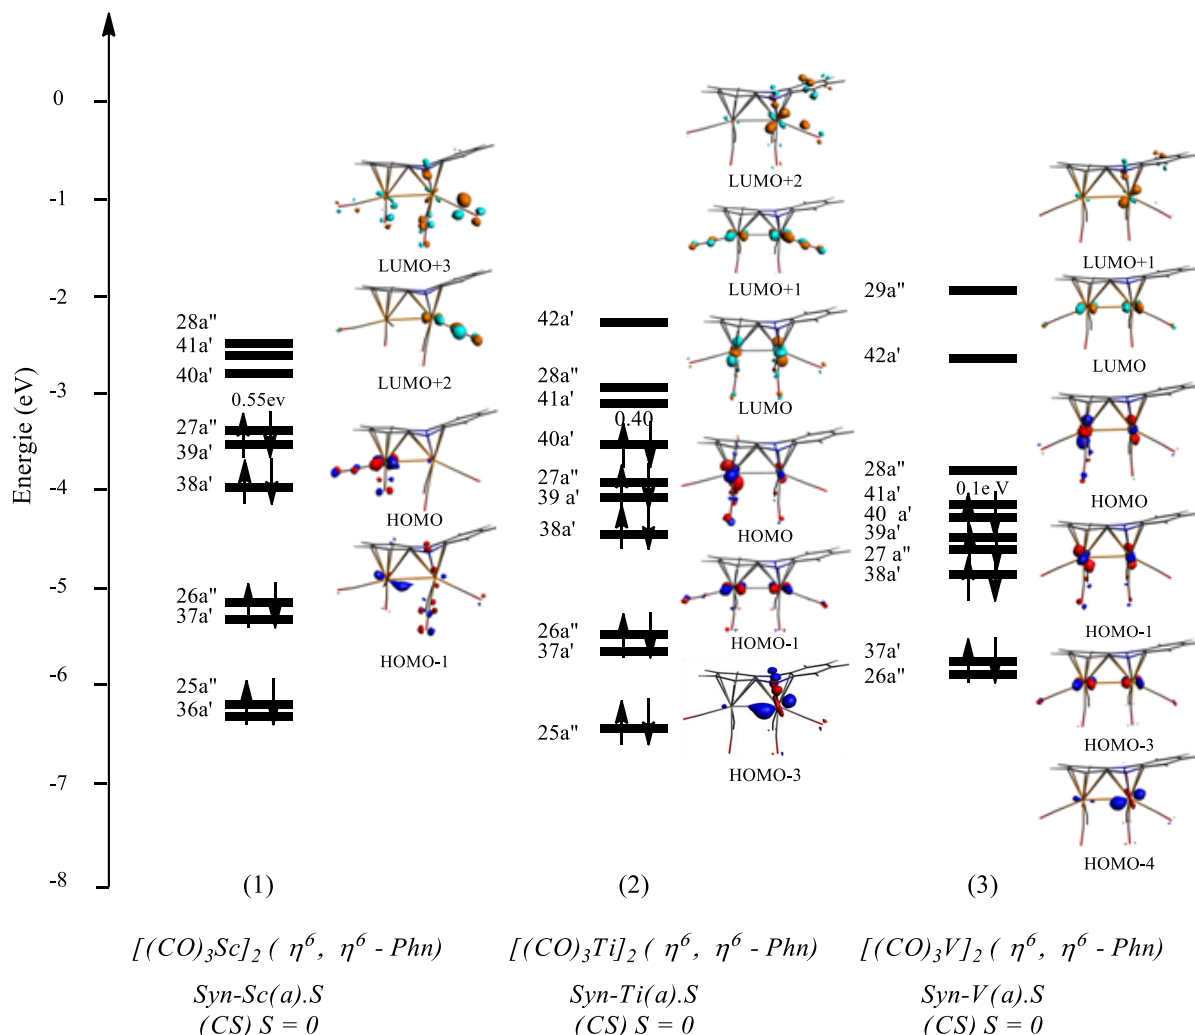 Energie (eV)
0
-1
-2
-3
-4
-5
-6
-7
-8
28a"
41a'
40a'
0.55ev
27a"
39a'
38a'
26a"
37a'
25a"
36a'
LUMO+3
LUMO+2
HOMO
HOMO-1
42a'
28a"
41a'
0.40
40a'
27a"
39 a'
38a'
26a"
37a'
25a"
LUMO+2
LUMO+1
LUMO
HOMO
HOMO-1
HOMO-3
29a"
42a'
28a"
0.1e V
41a'
40 a'
39a'
27 a"
38a'
37a'
26a"
LUMO+1
LUMO
HOMO
HOMO-1
HOMO-3
HOMO-4
(1) (2) (3)
[(CO)₃Sc]₂ ( η⁶, η⁶ - Phn) [(CO)₃Ti]₂ ( η⁶, η⁶ - Phn) [(CO)₃V]₂ ( η⁶, η⁶ - Phn)
Syn-Sc(a).S Syn-Ti(a).S Syn-V(a).S
(CS) S = 0 (CS) S = 0 (CS) S = 0